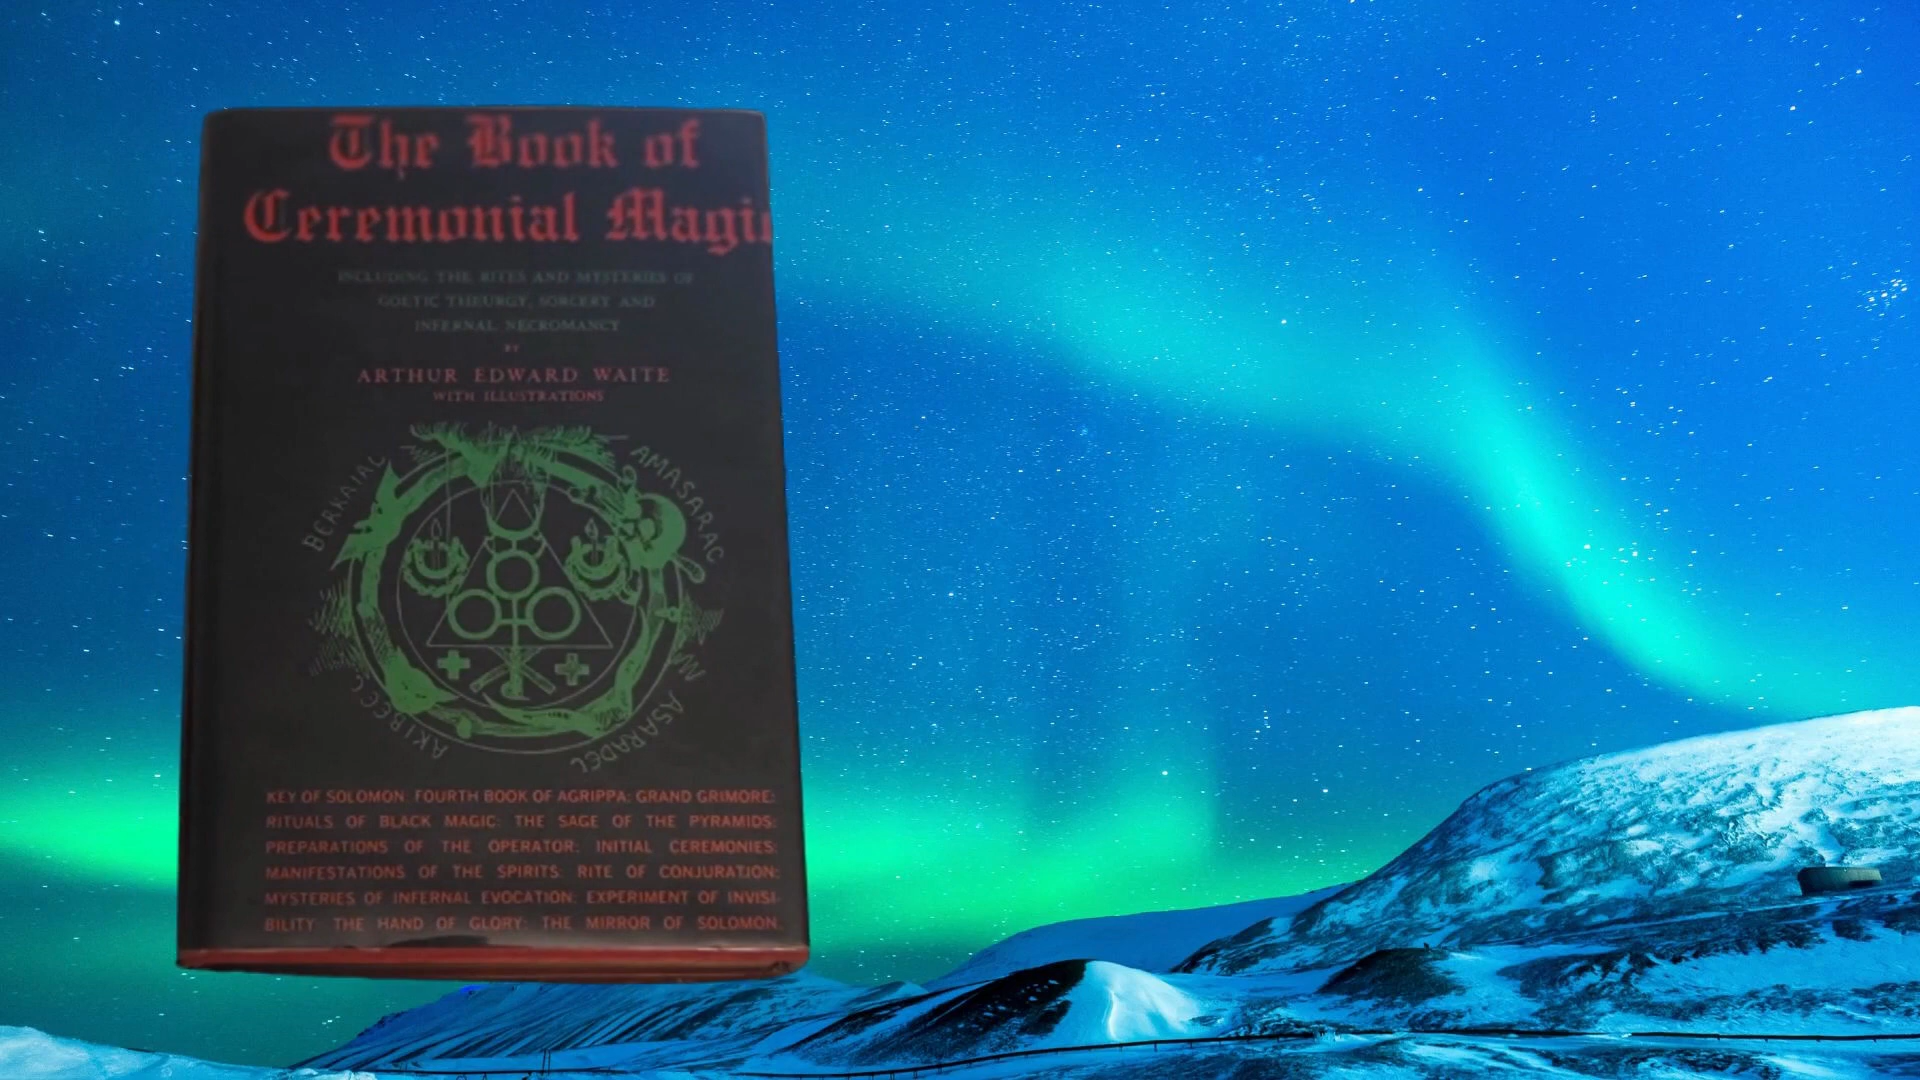 The Book of
Ceremonial Magic
INCLUDING THE RITES AND MYSTERIES OF
GOETIC THEURGY, SORCERY AND
INFERNAL NECROMANCY
BY
ARTHUR EDWARD WAITE
WITH ILLUSTRATIONS
BERKAIAL
AMASARAC
AKIBEEC
ASARADEL
KEY OF SOLOMON: FOURTH BOOK OF AGRIPPA: GRAND GRIMORE:
RITUALS OF BLACK MAGIC: THE SAGE OF THE PYRAMIDS:
PREPARATIONS OF THE OPERATOR: INITIAL CEREMONIES:
MANIFESTATIONS OF THE SPIRITS: RITE OF CONJURATION:
MYSTERIES OF INFERNAL EVOCATION: EXPERIMENT OF INVISI-
BILITY: THE HAND OF GLORY: THE MIRROR OF SOLOMON.